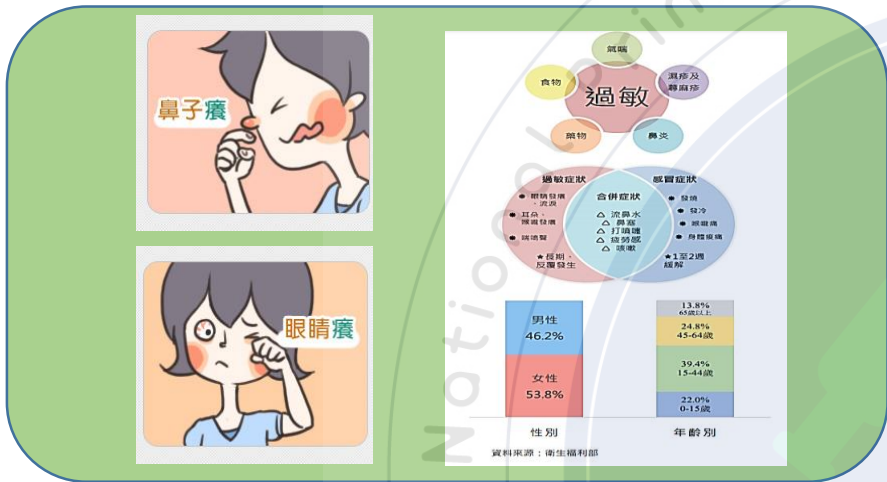 鼻子癢
眼睛癢
氣喘
食物
濕疹及
蕁麻疹
過敏
藥物
鼻炎
過敏症狀
眼睛發癢
、流淚
耳朵、
喉嚨發癢
喘鳴聲
★長期、
反覆發生
合併症狀
△ 流鼻水
△ 鼻塞
△ 打噴嚏
△ 疲勞感
△ 咳嗽
感冒症狀
發燒
發冷
喉嚨痛
身體痠痛
★1至2週
緩解
男性
46.2%
女性
53.8%
性別
13.8%
65歲以上
24.8%
45-64歲
39.4%
15-44歲
22.0%
0-15歲
年齡別
資料來源：衛生福利部
National